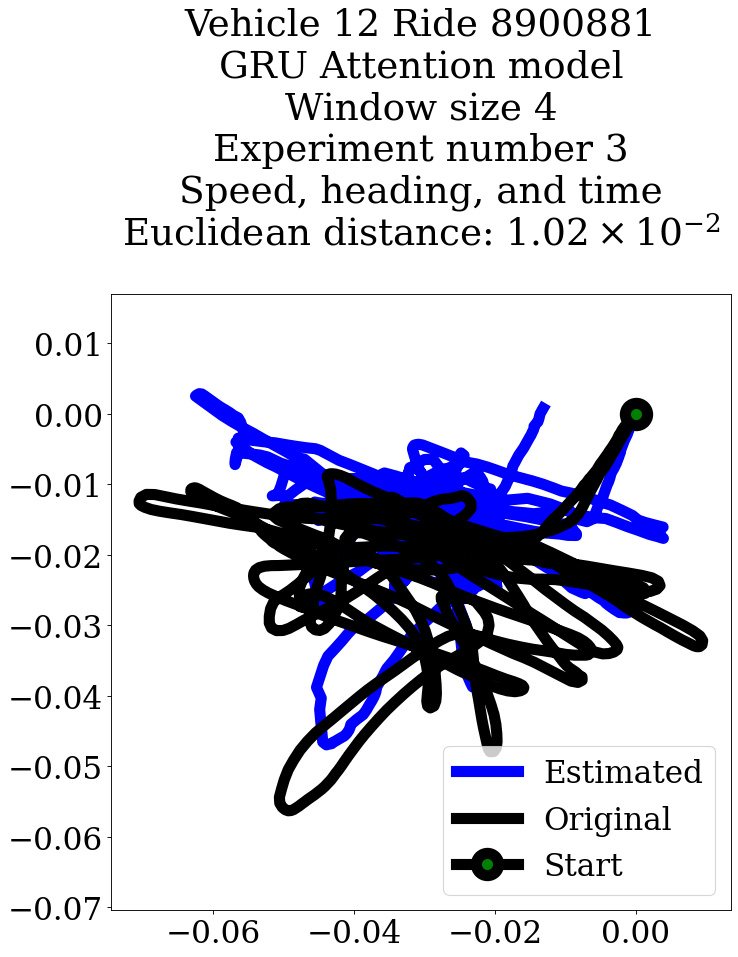 Vehicle 12 Ride 8900881
GRU Attention model
Window size 4
Experiment number 3
Speed, heading, and time
Euclidean distance: 1.02 × 10⁻²
0.01
0.00
−0.01
−0.02
−0.03
−0.04
−0.05
−0.06
−0.07
Estimated
Original
Start
−0.06 −0.04 −0.02 0.00